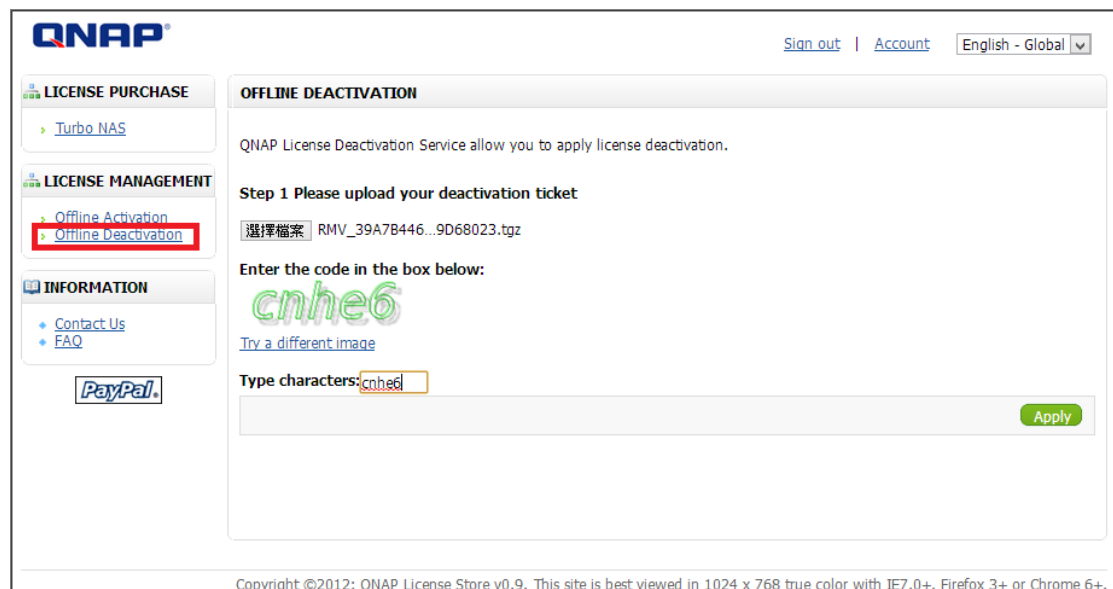 QNAP
Sign out | Account English - Global
LICENSE PURCHASE
Turbo NAS
LICENSE MANAGEMENT
Offline Activation
Offline Deactivation
INFORMATION
Contact Us
FAQ
PayPal.
OFFLINE DEACTIVATION
QNAP License Deactivation Service allow you to apply license deactivation.
Step 1 Please upload your deactivation ticket
選擇檔案 RMV_39A7B446...9D68023.tgz
Enter the code in the box below:
cnhe6
Try a different image
Type characters: cnhe6
Apply
Copyright ©2012; QNAP License Store v0.9. This site is best viewed in 1024 x 768 true color with IE7.0+, Firefox 3+ or Chrome 6+.